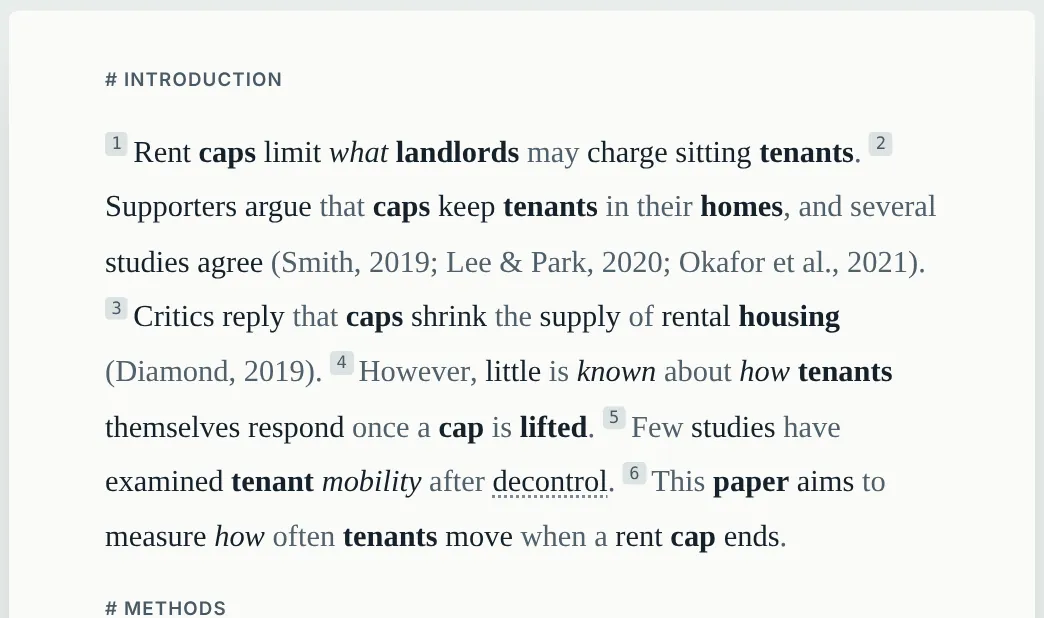 # INTRODUCTION
1 Rent caps limit what landlords may charge sitting tenants. 2
Supporters argue that caps keep tenants in their homes, and several
studies agree (Smith, 2019; Lee & Park, 2020; Okafor et al., 2021).
3 Critics reply that caps shrink the supply of rental housing
(Diamond, 2019). 4 However, little is known about how tenants
themselves respond once a cap is lifted. 5 Few studies have
examined tenant mobility after decontrol. 6 This paper aims to
measure how often tenants move when a rent cap ends.
# METHODS